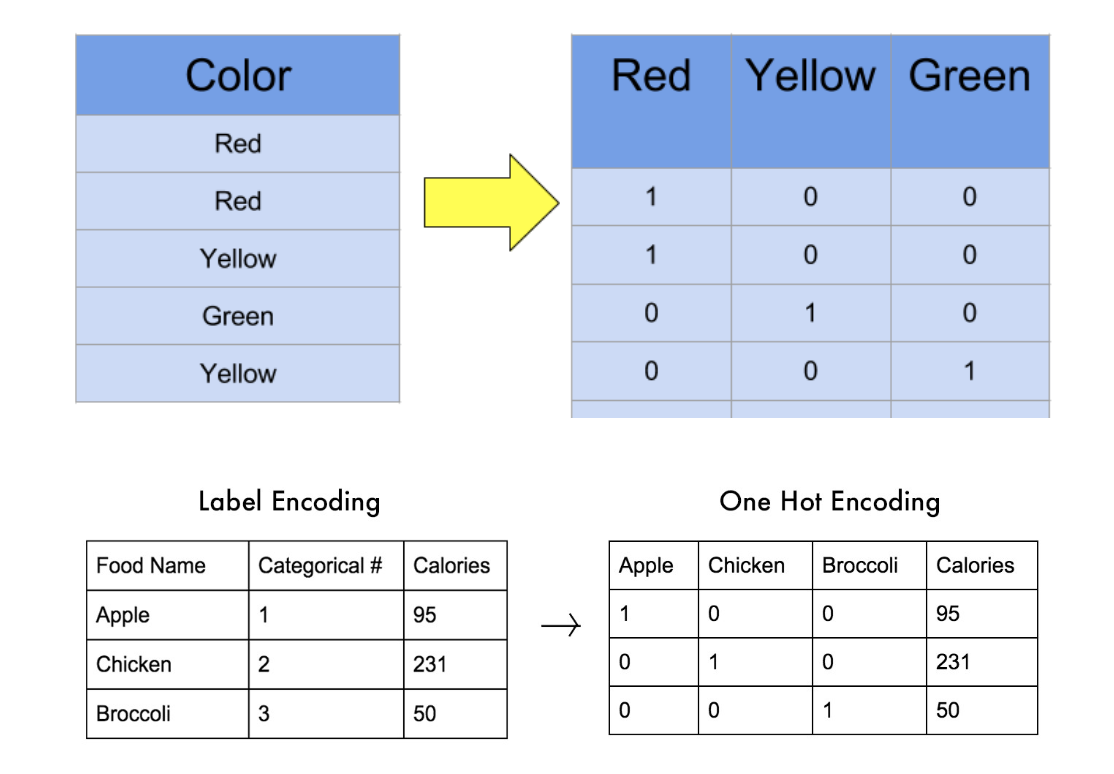 Color
Red
Red
Yellow
Green
Yellow
Red Yellow Green
1 0 0
1 0 0
0 1 0
0 0 1
Label Encoding
Food Name Categorical # Calories
Apple 1 95
Chicken 2 231
Broccoli 3 50
One Hot Encoding
Apple Chicken Broccoli Calories
1 0 0 95
0 1 0 231
0 0 1 50